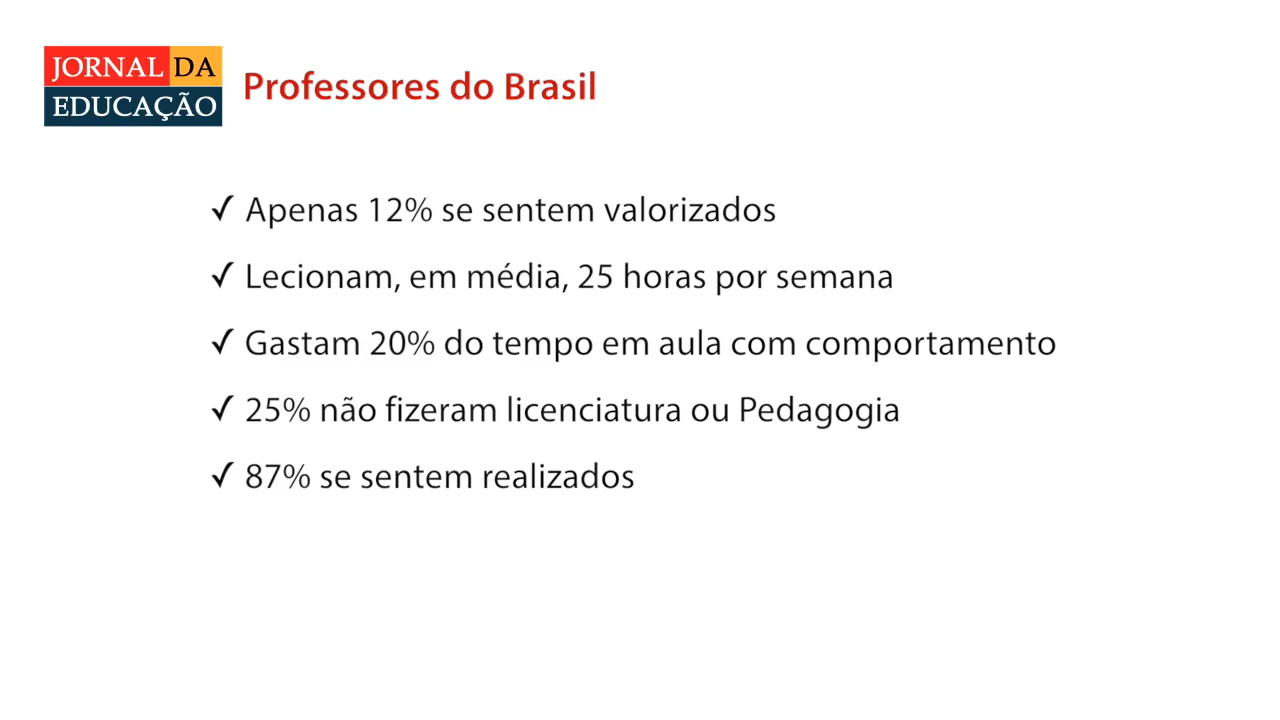 JORNAL DA
EDUCAÇÃO
Professores do Brasil
✓ Apenas 12% se sentem valorizados
✓ Lecionam, em média, 25 horas por semana
✓ Gastam 20% do tempo em aula com comportamento
✓ 25% não fizeram licenciatura ou Pedagogia
✓ 87% se sentem realizados